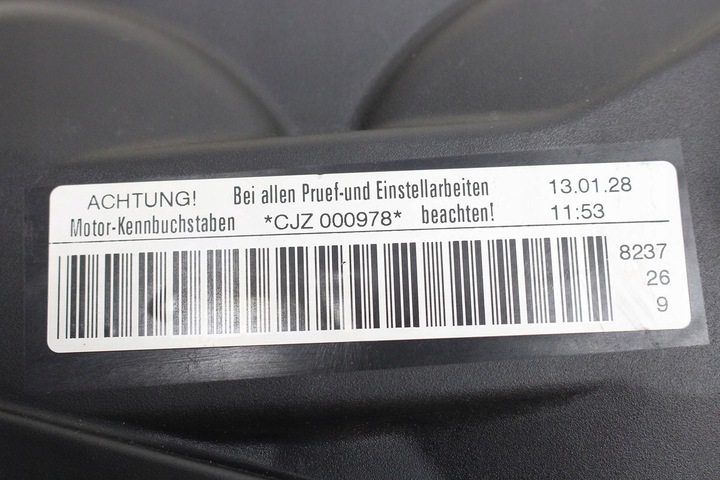 ACHTUNG! Bei allen Pruef-und Einstellarbeiten 13.01.28
Motor-Kennbuchstaben *CJZ 000978* beachten! 11:53
8237
26
9